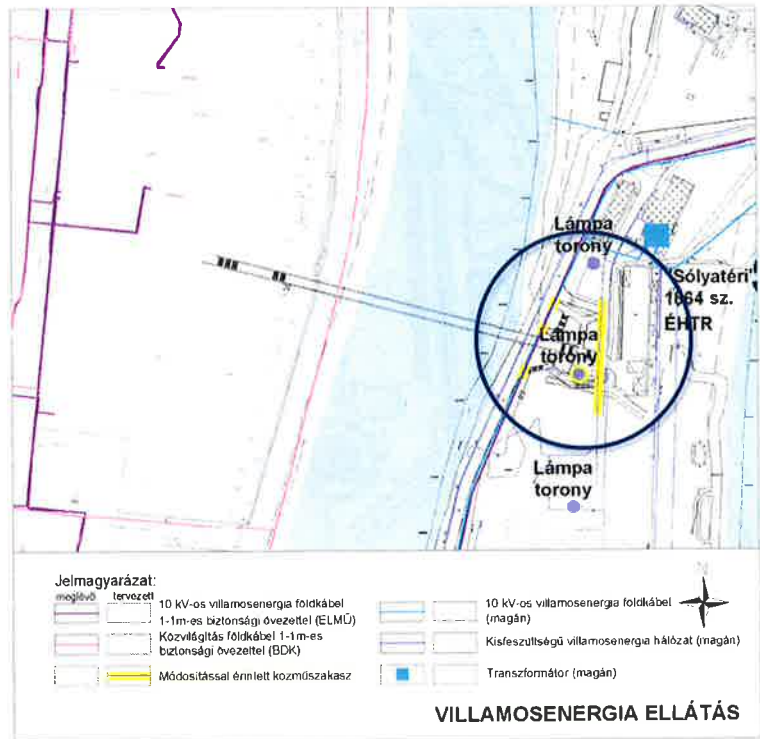 Lámpa
torony
"Sólyatéri"
1864 sz.
ÉHTR
Lámpa
torony
Lámpa
torony
Jelmagyarázat:
meglévő tervezett
10 kV-os villamosenergia földkábel
1-1m-es biztonsági övezettel (ELMŰ)
Közvilágítás földkábel 1-1m-es
biztonsági övezettel (BDK)
Módosítással érintett közműszakasz
10 kV-os villamosenergia földkábel
(magán)
Kisfeszültségű villamosenergia hálózat (magán)
Transzformátor (magán)
N
VILLAMOSENERGIA ELLÁTÁS